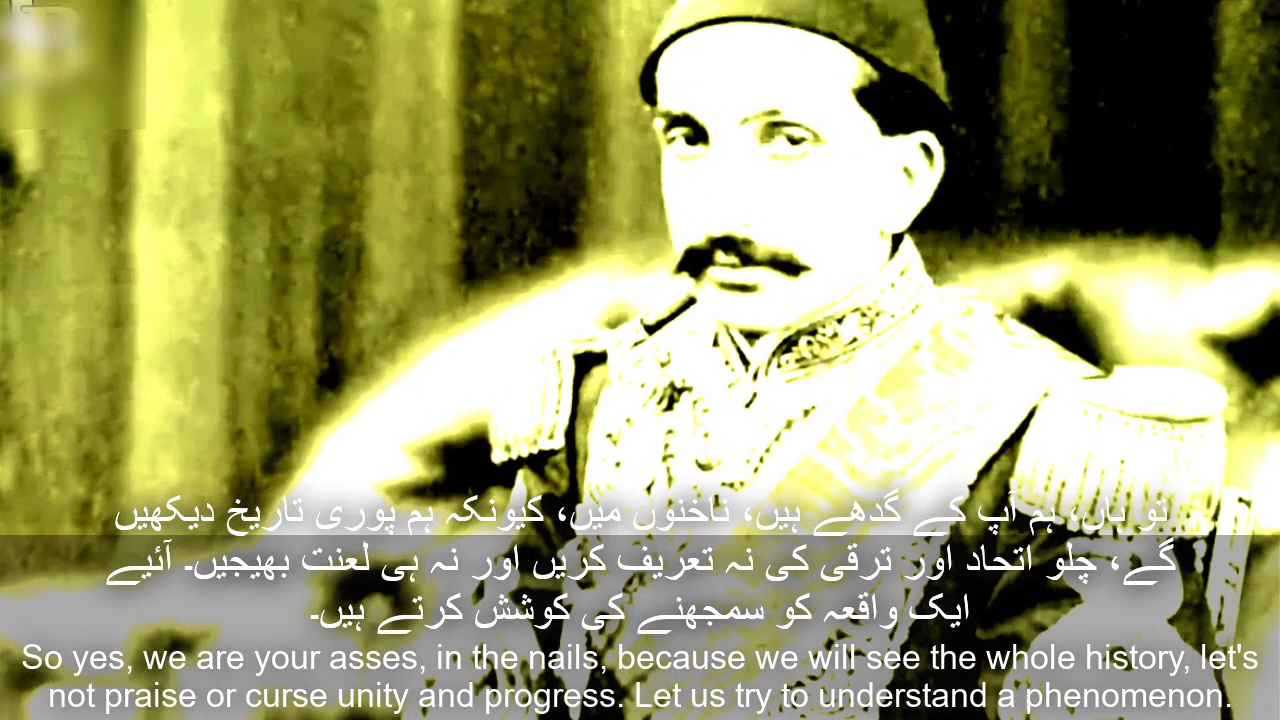 تو ہاں، ہم آپ کے گدھے ہیں، ناخنوں میں، کیونکہ ہم پوری تاریخ دیکھیں
گے، چلو اتحاد اور ترقی کی نہ تعریف کریں اور نہ ہی لعنت بھیجیں۔ آئیے
ایک واقعہ کو سمجھنے کی کوشش کرتے ہیں۔
So yes, we are your asses, in the nails, because we will see the whole history, let's
not praise or curse unity and progress. Let us try to understand a phenomenon.